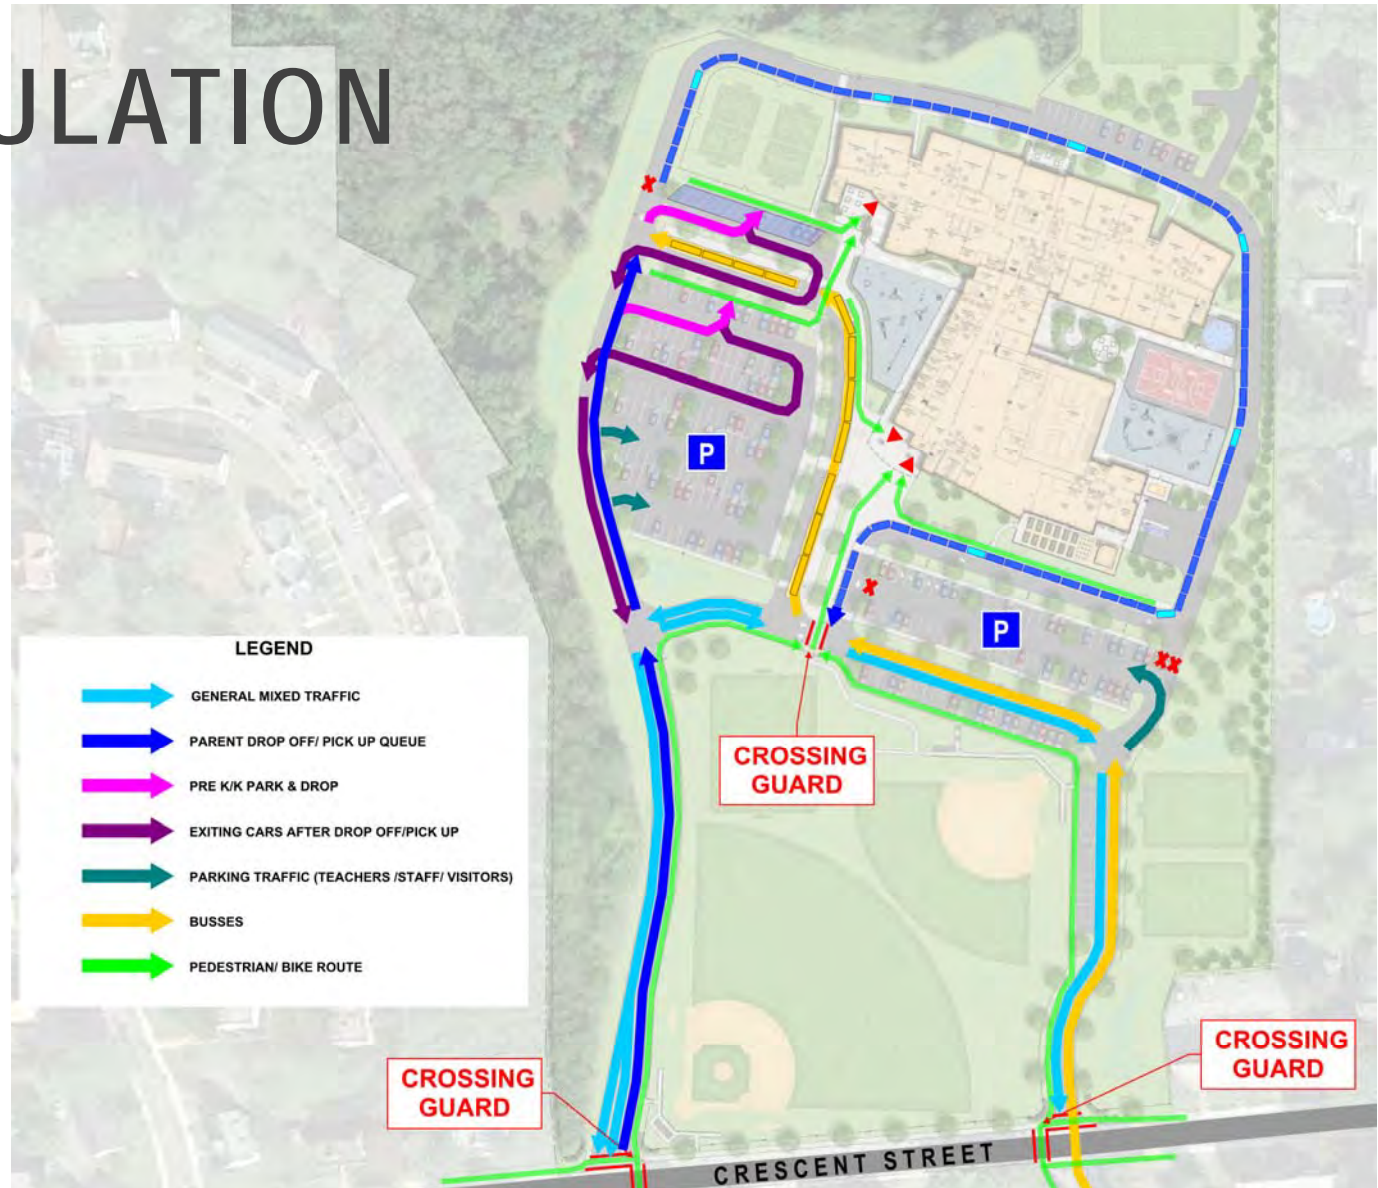 ULATION
P
P
LEGEND
GENERAL MIXED TRAFFIC
PARENT DROP OFF/ PICK UP QUEUE
PRE K/K PARK & DROP
EXITING CARS AFTER DROP OFF/PICK UP
PARKING TRAFFIC (TEACHERS /STAFF/ VISITORS)
BUSSES
PEDESTRIAN/ BIKE ROUTE
CROSSING
GUARD
CROSSING
GUARD
CROSSING
GUARD
CRESCENT STREET